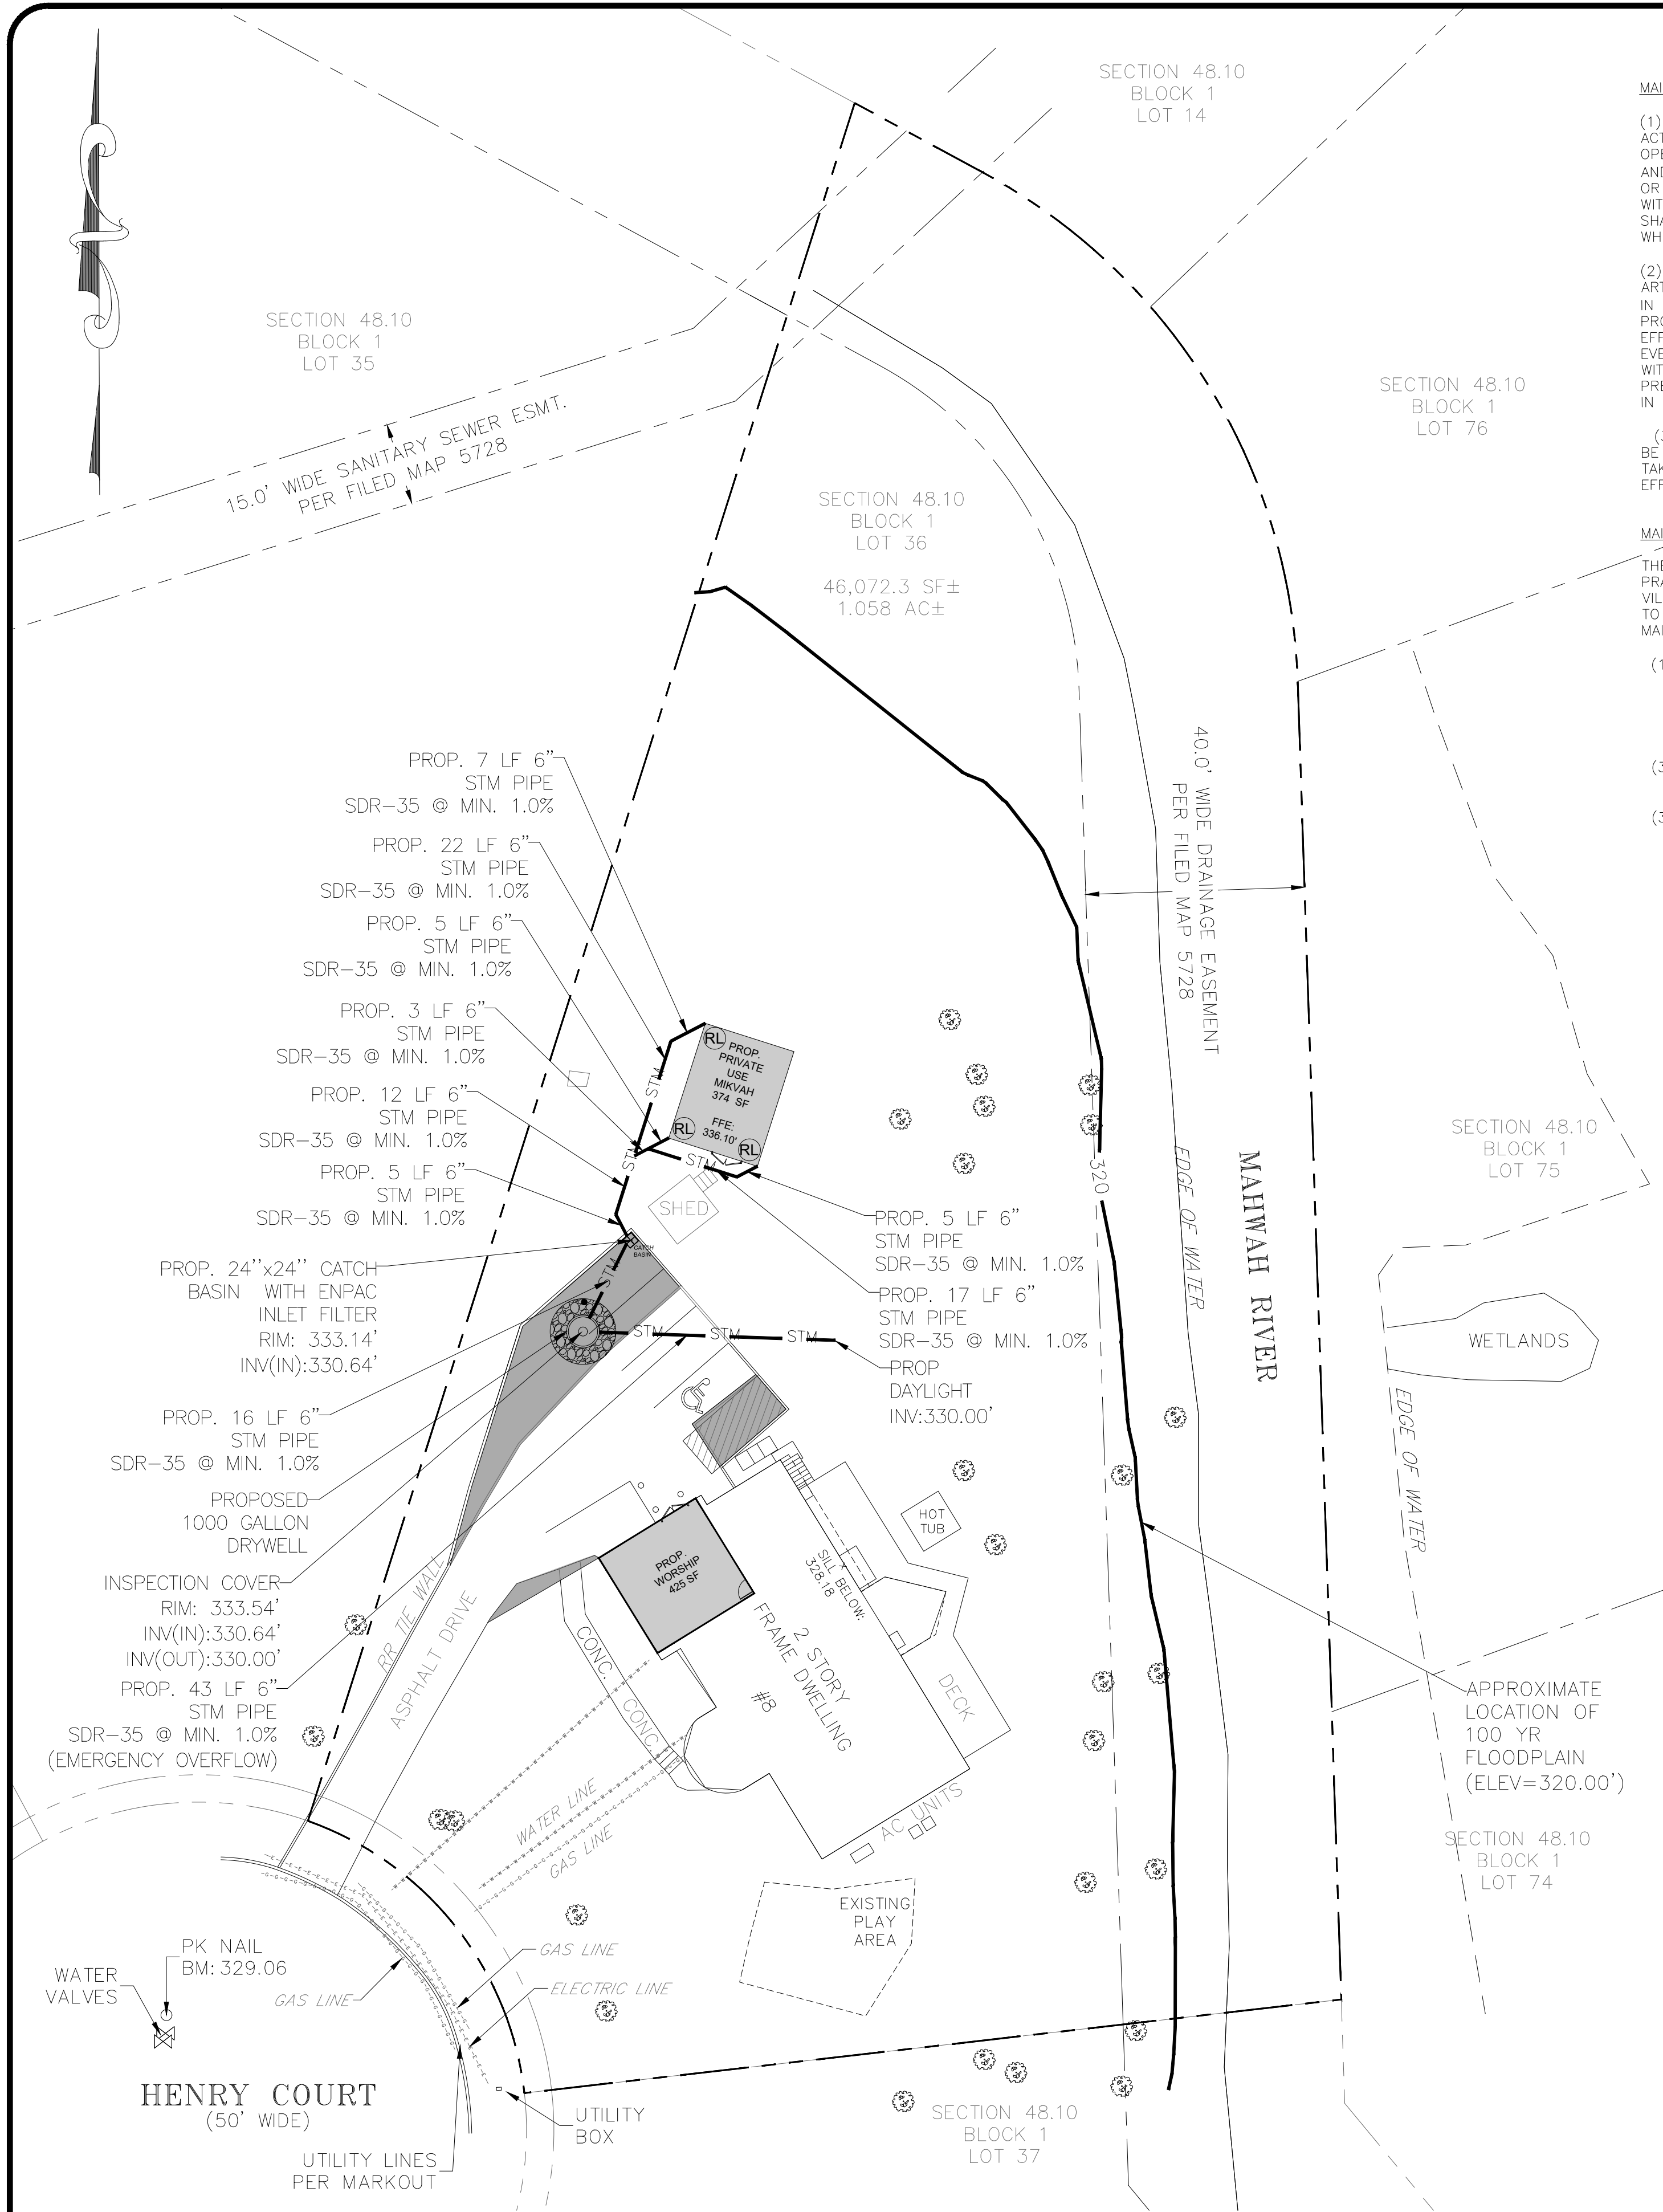 SECTION 48.10
BLOCK 1
LOT 14
SECTION 48.10
BLOCK 1
LOT 35
15.0' WIDE SANITARY SEWER ESMT.
PER FILED MAP 5728
SECTION 48.10
BLOCK 1
LOT 76
SECTION 48.10
BLOCK 1
LOT 36
46,072.3 SF±
1.058 AC±
40.0' WIDE DRAINAGE EASEMENT
PER FILED MAP 5728
PROP. 7 LF 6"
STM PIPE
SDR-35 @ MIN. 1.0%
PROP. 22 LF 6"
STM PIPE
SDR-35 @ MIN. 1.0%
PROP. 5 LF 6"
STM PIPE
SDR-35 @ MIN. 1.0%
PROP. 3 LF 6"
STM PIPE
SDR-35 @ MIN. 1.0%
PROP. 12 LF 6"
STM PIPE
SDR-35 @ MIN. 1.0%
PROP. 5 LF 6"
STM PIPE
SDR-35 @ MIN. 1.0%
PROP. 24''x24'' CATCH
BASIN WITH ENPAC
INLET FILTER
RIM: 333.14'
INV(IN):330.64'
PROP. 16 LF 6"
STM PIPE
SDR-35 @ MIN. 1.0%
PROPOSED
1000 GALLON
DRYWELL
INSPECTION COVER
RIM: 333.54'
INV(IN):330.64'
INV(OUT):330.00'
PROP. 43 LF 6"
STM PIPE
SDR-35 @ MIN. 1.0%
(EMERGENCY OVERFLOW)
RL
PROP.
PRIVATE
USE
MIKVAH
374 SF
FFE:
336.10'
RL
RL
STM
STM
STM
STM
STM
STM
STM
CATCH
BASIN
SHED
PROP. 5 LF 6"
STM PIPE
SDR-35 @ MIN. 1.0%
PROP. 17 LF 6"
STM PIPE
SDR-35 @ MIN. 1.0%
PROP
DAYLIGHT
INV:330.00'
320
EDGE OF WATER
MAHWAH RIVER
SECTION 48.10
BLOCK 1
LOT 75
WETLANDS
EDGE OF WATER
HOT
TUB
PROP.
WORSHIP
425 SF
SILL BELOW:
328.18
2 STORY
FRAME DWELLING
#8
DECK
CONC.
CONC.
RR TIE WALL
ASPHALT DRIVE
AC UNITS
WATER LINE
GAS LINE
APPROXIMATE
LOCATION OF
100 YR
FLOODPLAIN
(ELEV=320.00')
SECTION 48.10
BLOCK 1
LOT 74
EXISTING
PLAY
AREA
GAS LINE
ELECTRIC LINE
GAS LINE
PK NAIL
BM: 329.06
WATER
VALVES
HENRY COURT
(50' WIDE)
UTILITY LINES
PER MARKOUT
UTILITY
BOX
SECTION 48.10
BLOCK 1
LOT 37
(1)
AND
OR
(2)
IN
IN
BE
TO